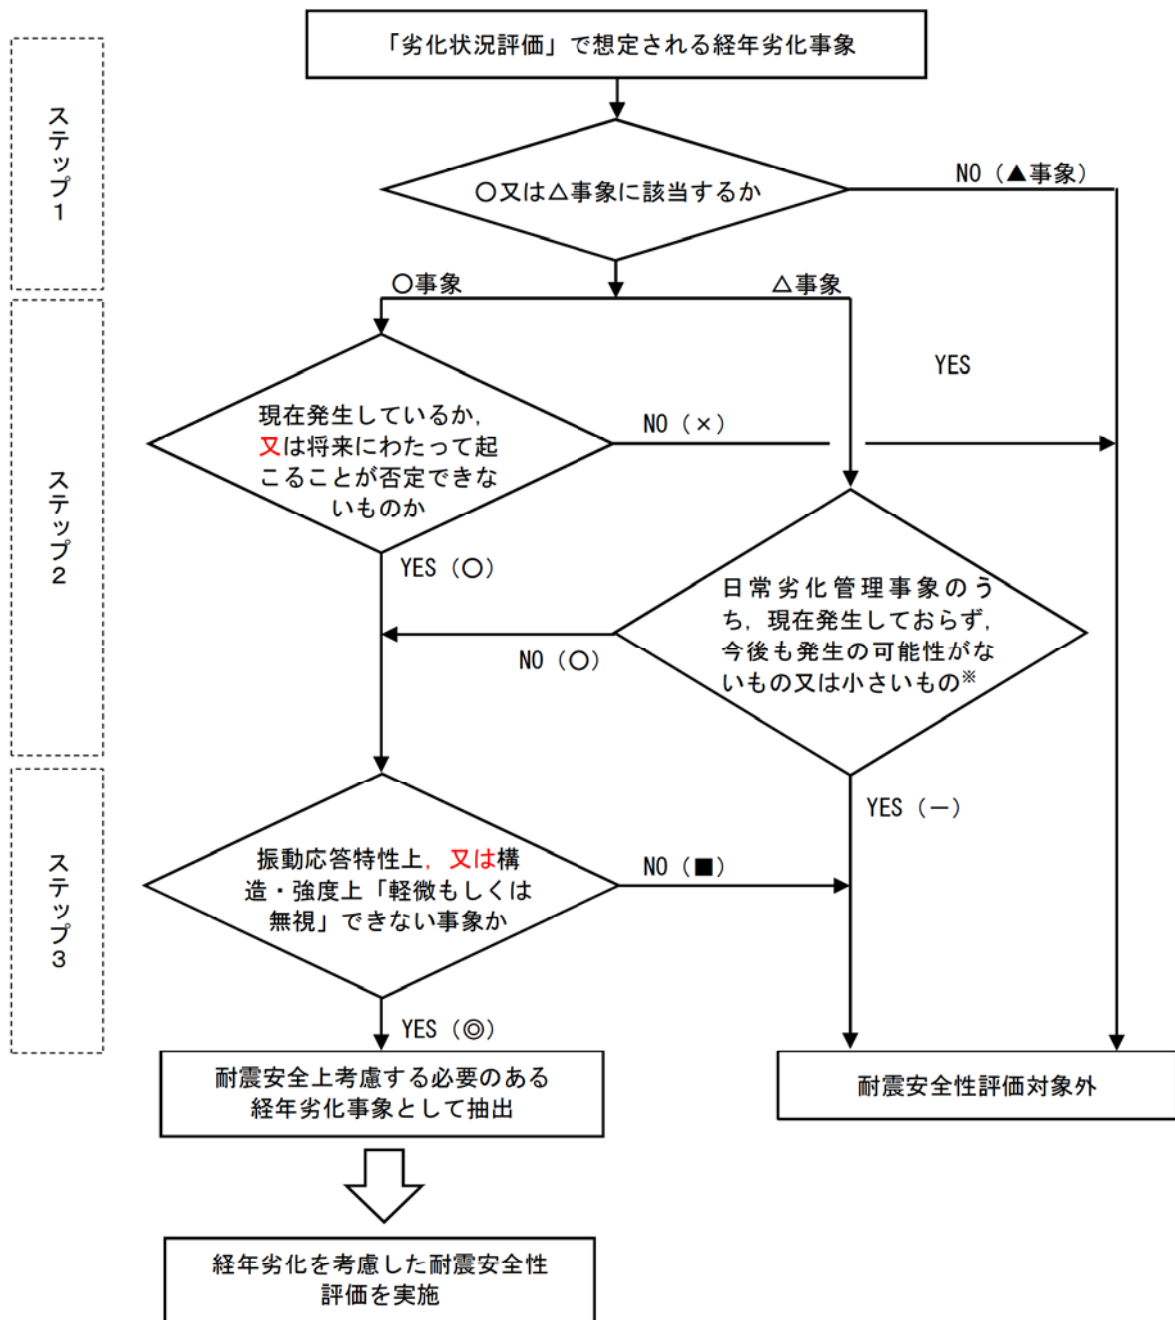 「劣化状況評価」で想定される経年劣化事象
ステップ1
○又は△事象に該当するか
NO（▲事象）
○事象
△事象
ステップ2
現在発生しているか，
又は将来にわたって起
こることが否定できな
いものか
NO（×）
YES
YES（○）
日常劣化管理事象のう
ち，現在発生しておらず，
今後も発生の可能性がな
いもの又は小さいもの※
NO（○）
YES（－）
ステップ3
振動応答特性上，又は構
造・強度上「軽微もしくは
無視」できない事象か
NO（■）
YES（◎）
耐震安全上考慮する必要のある
経年劣化事象として抽出
耐震安全性評価対象外
経年劣化を考慮した耐震安全性
評価を実施